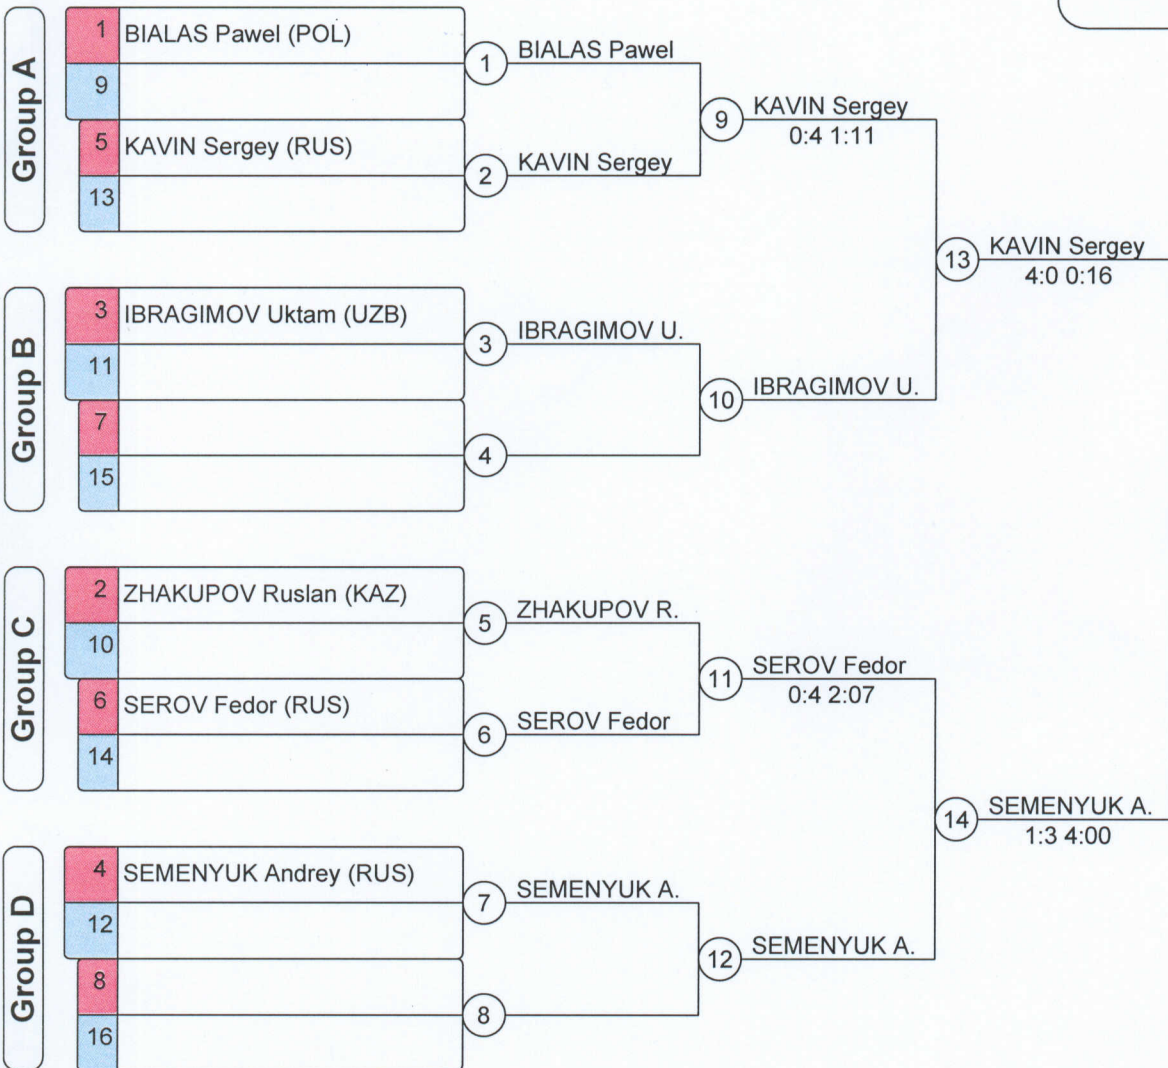 Group A
1 BIALAS Pawel (POL)
9
5 KAVIN Sergey (RUS)
13
1 BIALAS Pawel
2 KAVIN Sergey
9 KAVIN Sergey
0:4 1:11
Group B
3 IBRAGIMOV Uktam (UZB)
11
7
15
3 IBRAGIMOV U.
4
10 IBRAGIMOV U.
13 KAVIN Sergey
4:0 0:16
Group C
2 ZHAKUPOV Ruslan (KAZ)
10
6 SEROV Fedor (RUS)
14
5 ZHAKUPOV R.
6 SEROV Fedor
11 SEROV Fedor
0:4 2:07
Group D
4 SEMENYUK Andrey (RUS)
12
8
16
7 SEMENYUK A.
8
12 SEMENYUK A.
14 SEMENYUK A.
1:3 4:00